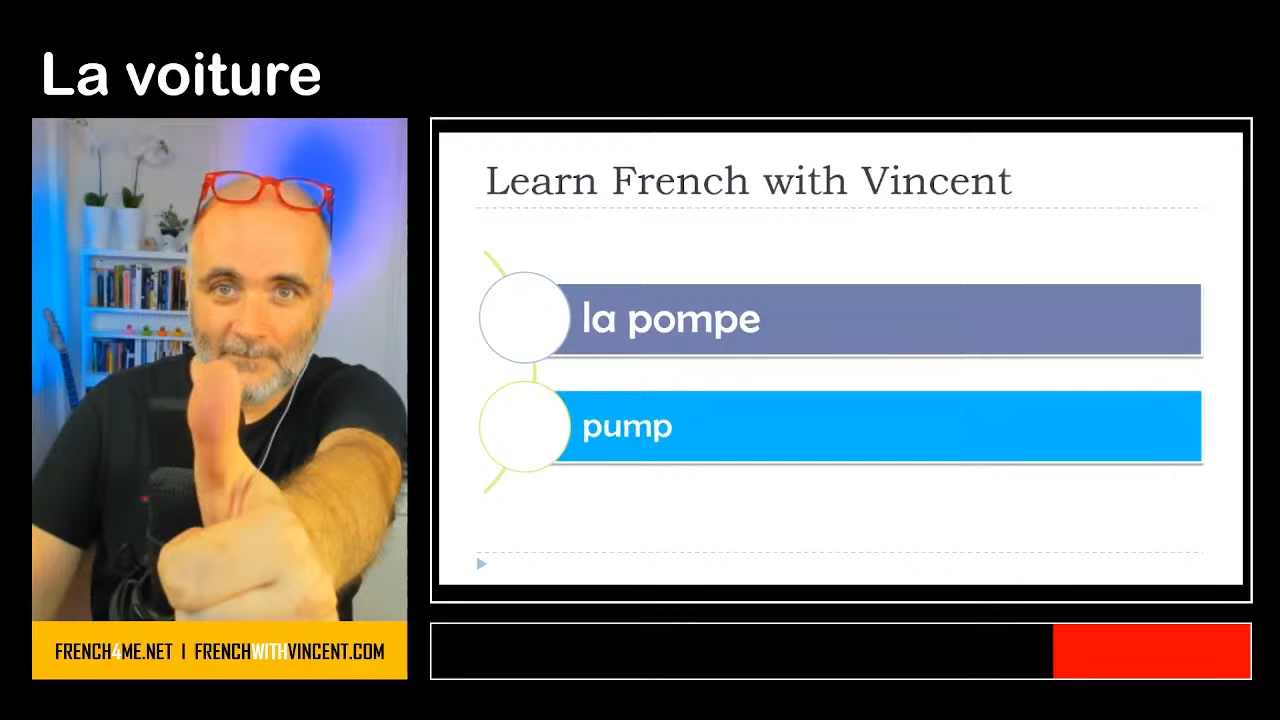 La voiture
Learn French with Vincent
la pompe
pump
FRENCH4ME.NET | FRENCHWITHVINCENT.COM